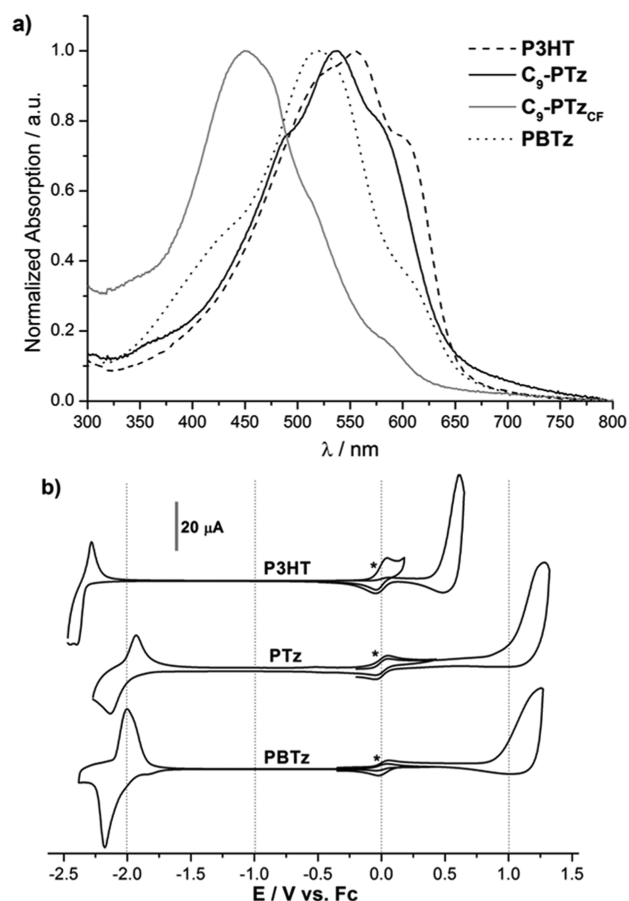 a)
Normalized Absorption / a.u.
1.0
0.8
0.6
0.4
0.2
0.0
P3HT
C₉-PTz
C₉-PTz_CF
PBTz
300 350 400 450 500 550 600 650 700 750 800
λ / nm
b)
20 µA
P3HT
*
PTz
*
PBTz
*
-2.5 -2.0 -1.5 -1.0 -0.5 0.0 0.5 1.0 1.5
E / V vs. Fc